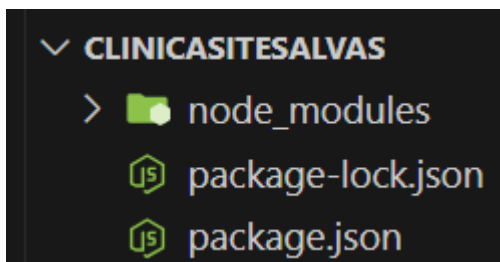 CLINICASITESALVAS
node_modules
package-lock.json
package.json